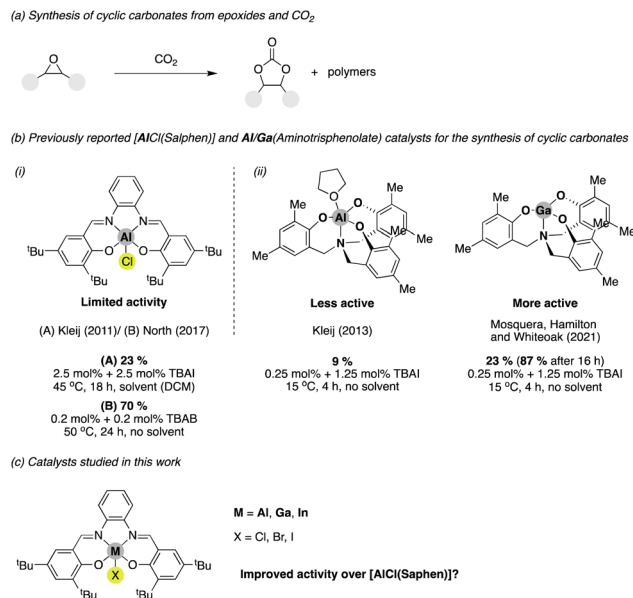 (a) Synthesis of cyclic carbonates from epoxides and CO2
O
CO2
O
O O
+ polymers
(b) Previously reported [AlCl(Salphen)] and Al/Ga(Aminotrisphenolate) catalysts for the synthesis of cyclic carbonates
(i)
N N
Al
tBu O O tBu
Cl
tBu tBu
Limited activity
(A) Kleij (2011)/ (B) North (2017)
(A) 23 %
2.5 mol% + 2.5 mol% TBAI
45 oC, 18 h, solvent (DCM)
(B) 70 %
0.2 mol% + 0.2 mol% TBAB
50 oC, 24 h, no solvent
(ii)
Me
Me O O
O Al Me
O
Me N
Me
Less active
Kleij (2013)
9 %
0.25 mol% + 1.25 mol% TBAI
15 oC, 4 h, no solvent
Me
Me O
O Ga
O Me
Me N
Me
More active
Mosquera, Hamilton
and Whiteoak (2021)
23 % (87 % after 16 h)
0.25 mol% + 1.25 mol% TBAI
15 oC, 4 h, no solvent
(c) Catalysts studied in this work
N N
M
tBu O O tBu
X
tBu tBu
M = Al, Ga, In
X = Cl, Br, I
Improved activity over [AlCl(Saphen)]?